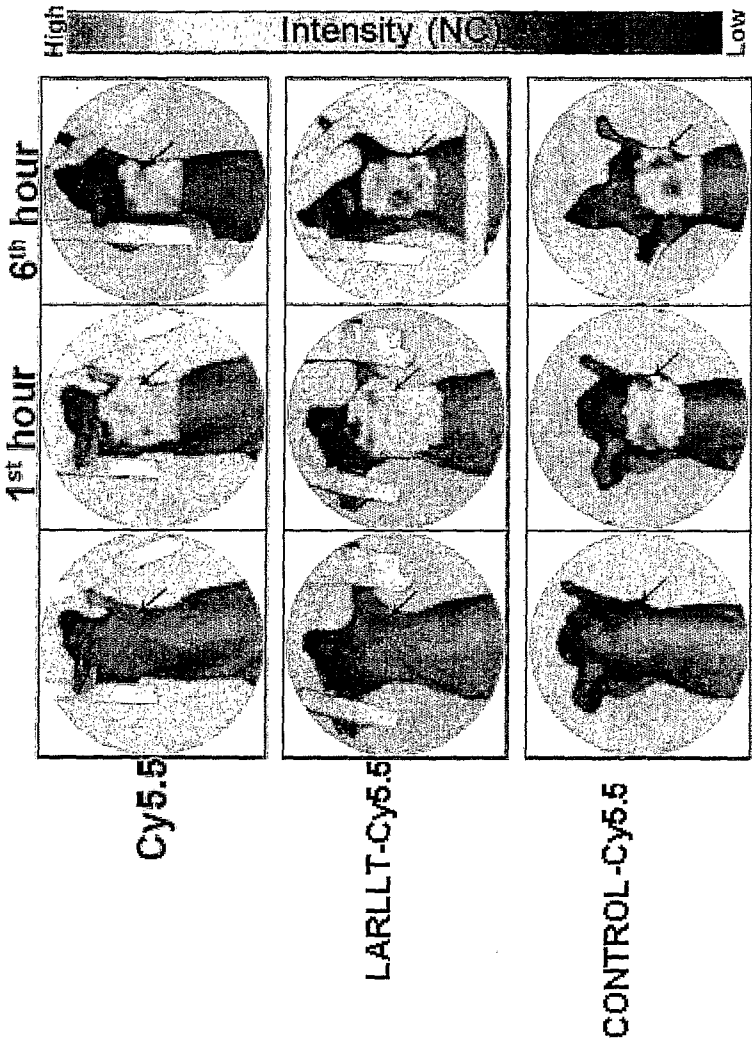 High Intensity (NC) Low
1st hour 6th hour
Cy5.5
LARLLT-Cy5.5
CONTROL -Cy5.5